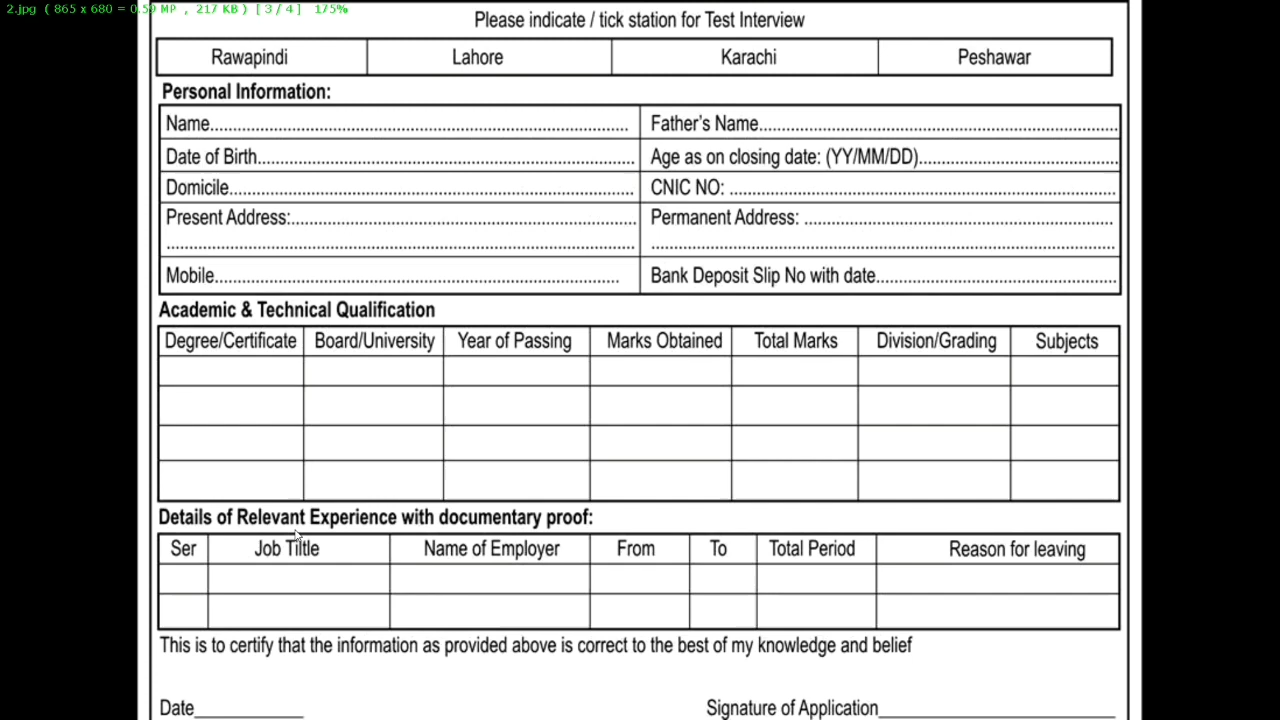 2.jpg ( 865 x 680 = 0.59 MP , 217 KB ) [ 3 / 4 ] 175%
Please indicate / tick station for Test Interview
Rawapindi Lahore Karachi Peshawar
Personal Information:
Name.......... Father's Name..........
Date of Birth.......... Age as on closing date: (YY/MM/DD)..........
Domicile.......... CNIC NO: ..........
Present Address:.......... Permanent Address: ..........
Mobile.......... Bank Deposit Slip No with date..........
Academic & Technical Qualification
Degree/Certificate Board/University Year of Passing Marks Obtained Total Marks Division/Grading Subjects
Details of Relevant Experience with documentary proof:
Ser Job Tiltle Name of Employer From To Total Period Reason for leaving
This is to certify that the information as provided above is correct to the best of my knowledge and belief
Date__________ Signature of Application__________